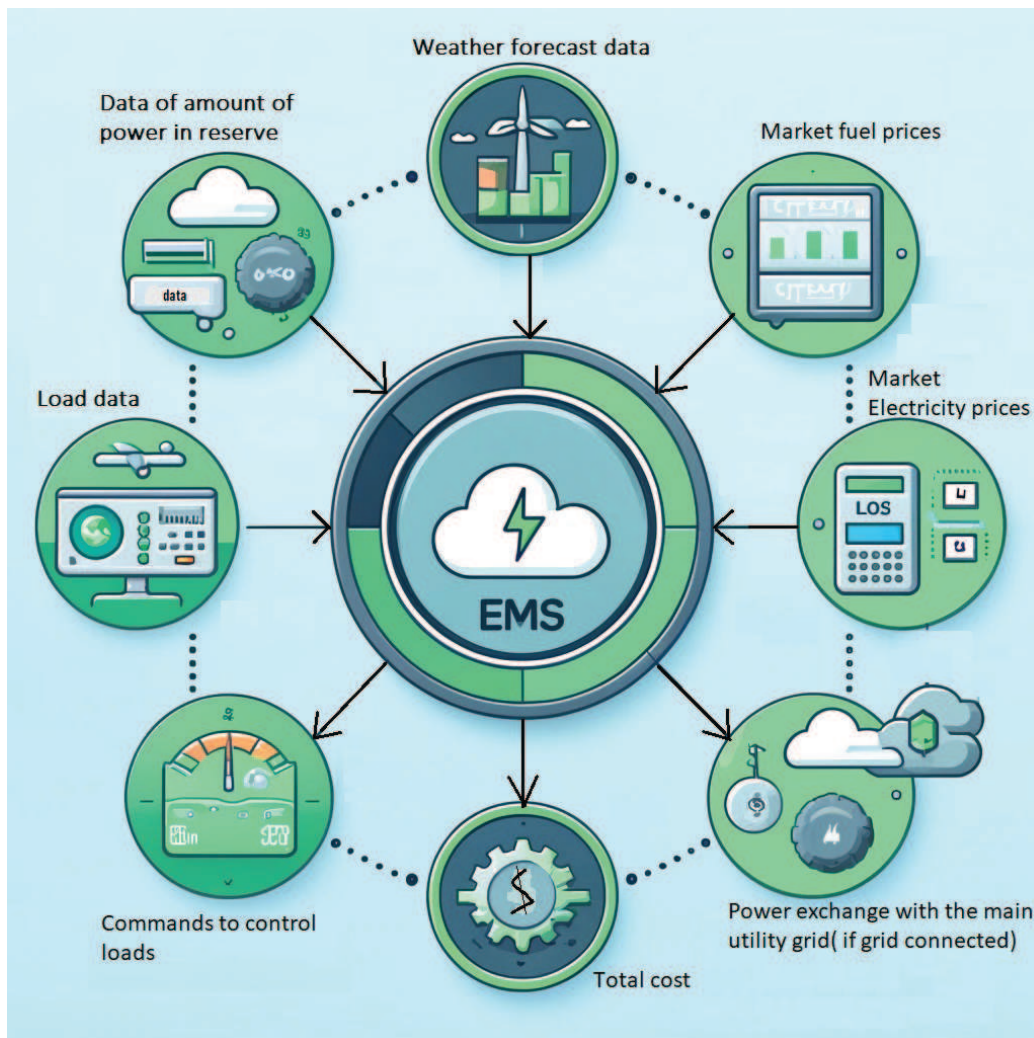 Weather forecast data
Data of amount of
power in reserve
Market fuel prices
data
Load data
Market
Electricity prices
LOS
EMS
Commands to control
loads
Power exchange with the main
utility grid( if grid connected)
Total cost